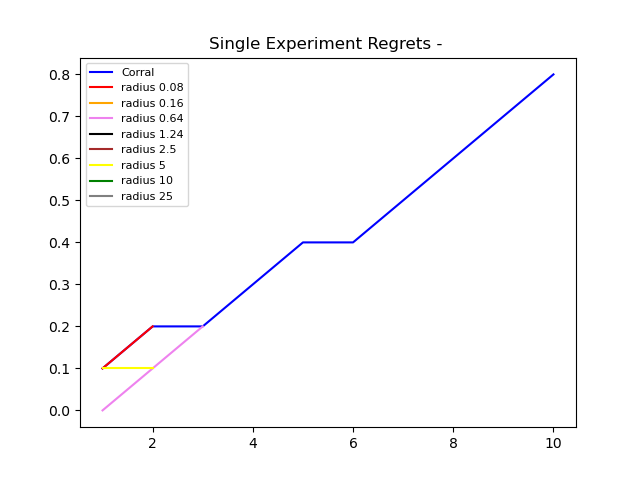 Single Experiment Regrets -
Corral
radius 0.08
radius 0.16
radius 0.64
radius 1.24
radius 2.5
radius 5
radius 10
radius 25
0.8
0.7
0.6
0.5
0.4
0.3
0.2
0.1
0.0
2 4 6 8 10